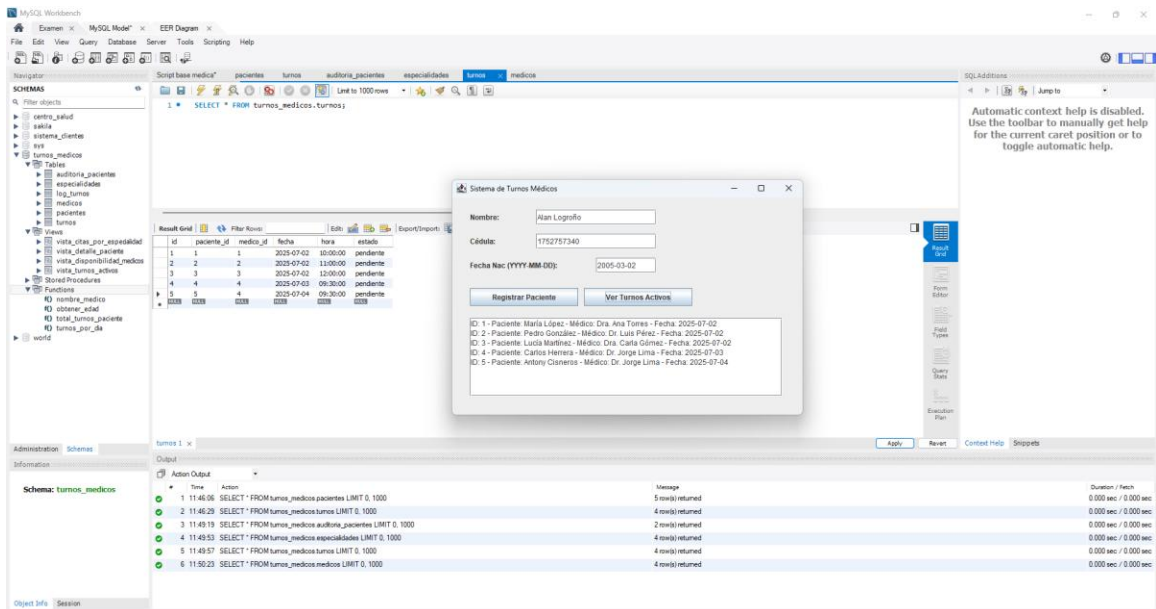 MySQL Workbench
Examen × MySQL Model* × EER Diagram ×
File Edit View Query Database Server Tools Scripting Help
Navigator
SCHEMAS
Filter objects
centro_salud
sakila
sistema_clientes
sys
turnos_medicos
Tables
auditoria_pacientes
especialidades
log_turnos
medicos
pacientes
turnos
Views
vista_citas_por_especialidad
vista_detalle_paciente
vista_disponibilidad_medicos
vista_turnos_activos
Stored Procedures
Functions
nombre_medico
obtener_edad
total_turnos_paciente
turnos_por_dia
world
Administration Schemas
Information
Schema: turnos_medicos
Object Info Session
Script base medica* pacientes turnos auditoria_pacientes especialidades turnos × medicos
Limit to 1000 rows
1 SELECT * FROM turnos_medicos.turnos;
Result Grid Filter Rows: Edit: Export/Import:
id paciente_id medico_id fecha hora estado
1 1 1 2025-07-02 10:00:00 pendiente
2 2 2 2025-07-02 11:00:00 pendiente
3 3 3 2025-07-02 12:00:00 pendiente
4 4 4 2025-07-03 09:30:00 pendiente
5 5 4 2025-07-04 09:30:00 pendiente
NULL NULL NULL NULL NULL NULL
Sistema de Turnos Médicos
Nombre: Alan Logroño
Cédula: 1752757340
Fecha Nac (YYYY-MM-DD): 2005-03-02
Registrar Paciente Ver Turnos Activos
ID: 1 - Paciente: María López - Médico: Dra. Ana Torres - Fecha: 2025-07-02
ID: 2 - Paciente: Pedro González - Médico: Dr. Luis Pérez - Fecha: 2025-07-02
ID: 3 - Paciente: Lucía Martínez - Médico: Dra. Carla Gómez - Fecha: 2025-07-02
ID: 4 - Paciente: Carlos Herrera - Médico: Dr. Jorge Lima - Fecha: 2025-07-03
ID: 5 - Paciente: Antony Cisneros - Médico: Dr. Jorge Lima - Fecha: 2025-07-04
Result
Grid
Form
Editor
Field
Types
Query
Stats
Execution
Plan
turnos 1 ×
Apply Revert
SQLAdditions
Jump to
Automatic context help is disabled.
Use the toolbar to manually get help
for the current caret position or to
toggle automatic help.
Context Help Snippets
Output
Action Output
# Time Action Message Duration / Fetch
1 11:46:06 SELECT * FROM turnos_medicos.pacientes LIMIT 0, 1000 5 row(s) returned 0.000 sec / 0.000 sec
2 11:46:29 SELECT * FROM turnos_medicos.turnos LIMIT 0, 1000 4 row(s) returned 0.000 sec / 0.000 sec
3 11:49:19 SELECT * FROM turnos_medicos.auditoria_pacientes LIMIT 0, 1000 2 row(s) returned 0.000 sec / 0.000 sec
4 11:49:53 SELECT * FROM turnos_medicos.especialidades LIMIT 0, 1000 4 row(s) returned 0.000 sec / 0.000 sec
5 11:49:57 SELECT * FROM turnos_medicos.turnos LIMIT 0, 1000 4 row(s) returned 0.000 sec / 0.000 sec
6 11:50:23 SELECT * FROM turnos_medicos.medicos LIMIT 0, 1000 4 row(s) returned 0.000 sec / 0.000 sec